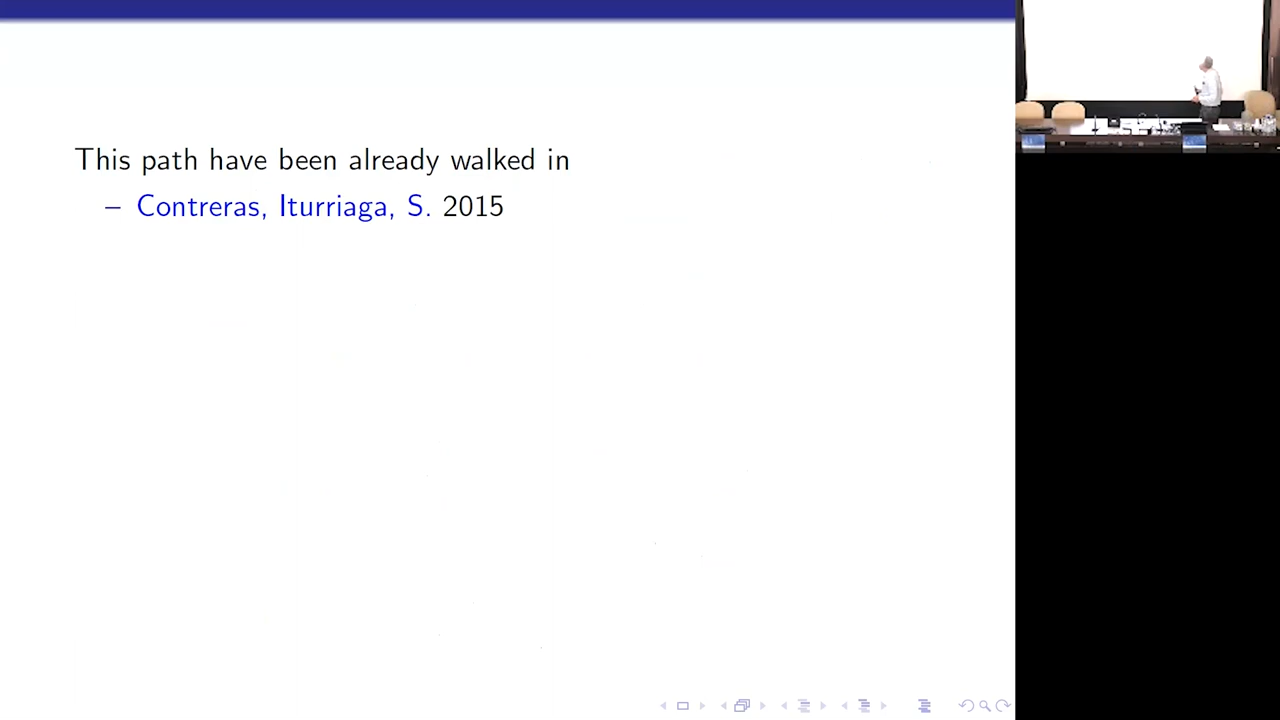 This path have been already walked in
– Contreras, Iturriaga, S. 2015